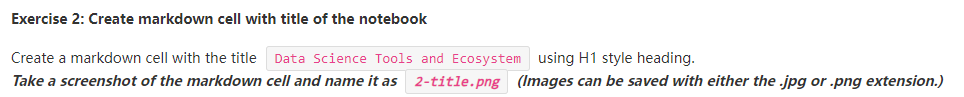 Exercise 2: Create markdown cell with title of the notebook
Create a markdown cell with the title Data Science Tools and Ecosystem using H1 style heading.
Take a screenshot of the markdown cell and name it as 2-title.png (Images can be saved with either the .jpg or .png extension.)